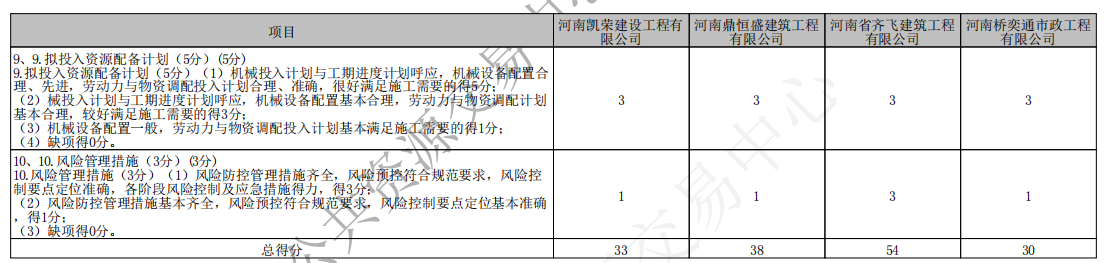 项目
河南凯荣建设工程有
限公司
河南鼎恒盛建筑工程
有限公司
河南省齐飞建筑工程
有限公司
河南桥奕通市政工程
有限公司
9、9.拟投入资源配备计划（5分）(5分)
9.拟投入资源配备计划（5分）（1）机械投入计划与工期进度计划呼应，机械设备配置合
理、先进，劳动力与物资调配投入计划合理、准确，很好满足施工需要的得5分；
（2）械投入计划与工期进度计划呼应，机械设备配置基本合理，劳动力与物资调配计划
基本合理，较好满足施工需要的得3分；
（3）机械设备配置一般，劳动力与物资调配投入计划基本满足施工需要的得1分；
（4）缺项得0分。
3
3
3
3
10、10.风险管理措施（3分）(3分)
10.风险管理措施（3分）（1）风险防控管理措施齐全，风险预控符合规范要求，风险控
制要点定位准确，各阶段风险控制及应急措施得力，得3分；
（2）风险防控管理措施基本齐全，风险预控符合规范要求，风险控制要点定位基本准确
，得1分；
（3）缺项得0分。
1
1
3
1
总得分
33
38
54
30
公共资源交易中心
交易中心